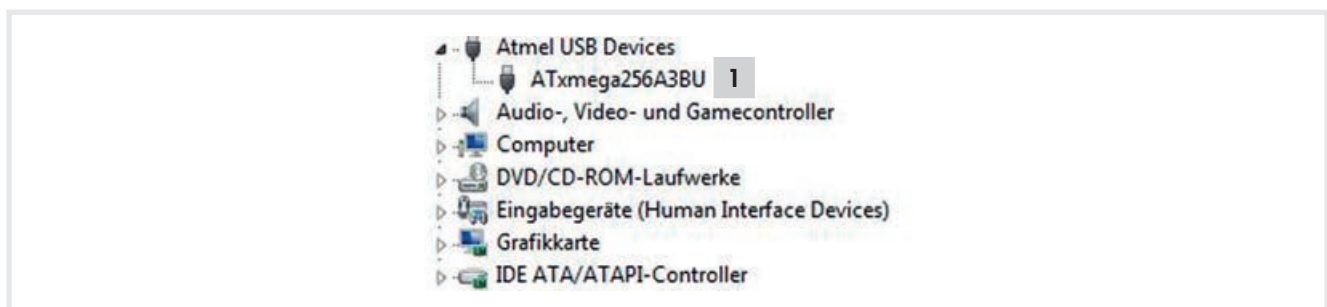 Atmel USB Devices
ATxmega256A3BU 1
Audio-, Video- und Gamecontroller
Computer
DVD/CD-ROM-Laufwerke
Eingabegeräte (Human Interface Devices)
Grafikkarte
IDE ATA/ATAPI-Controller